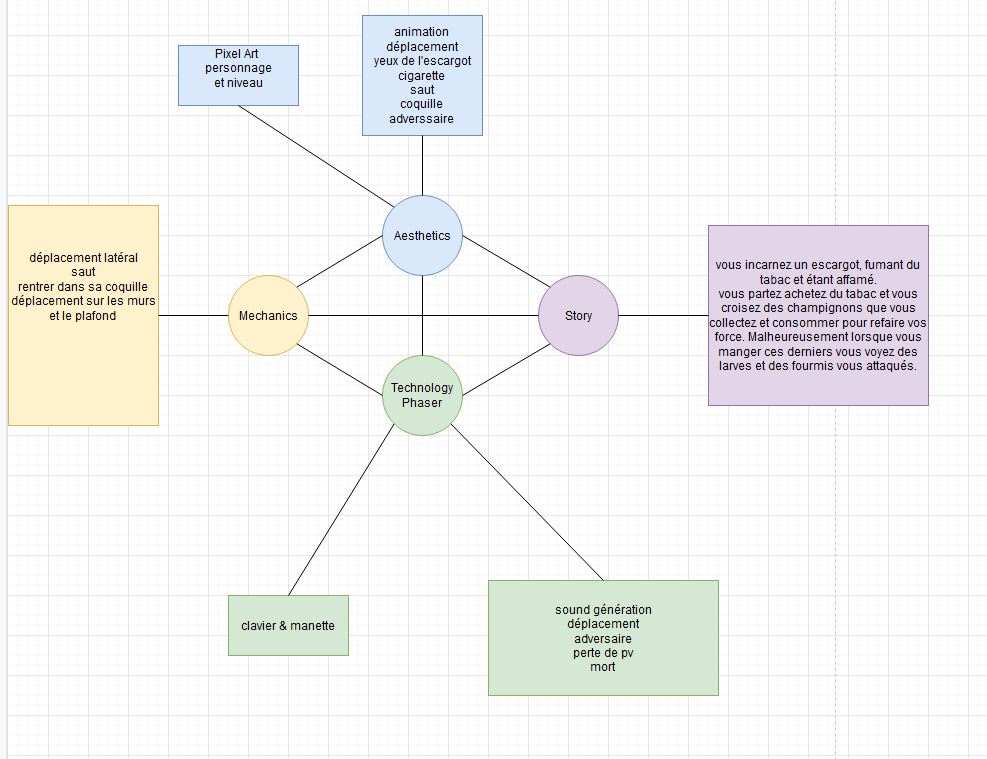 Pixel Art
personnage
et niveau
animation
déplacement
yeux de l'escargot
cigarette
saut
coquille
adverssaire
Aesthetics
déplacement latéral
saut
rentrer dans sa coquille
déplacement sur les murs
et le plafond
Mechanics
Story
vous incarnez un escargot, fumant du
tabac et étant affamé.
vous partez achetez du tabac et vous
croisez des champignons que vous
collectez et consommer pour refaire vos
force. Malheureusement lorsque vous
manger ces derniers vous voyez des
larves et des fourmis vous attaqués.
Technology
Phaser
clavier & manette
sound génération
déplacement
adversaire
perte de pv
mort